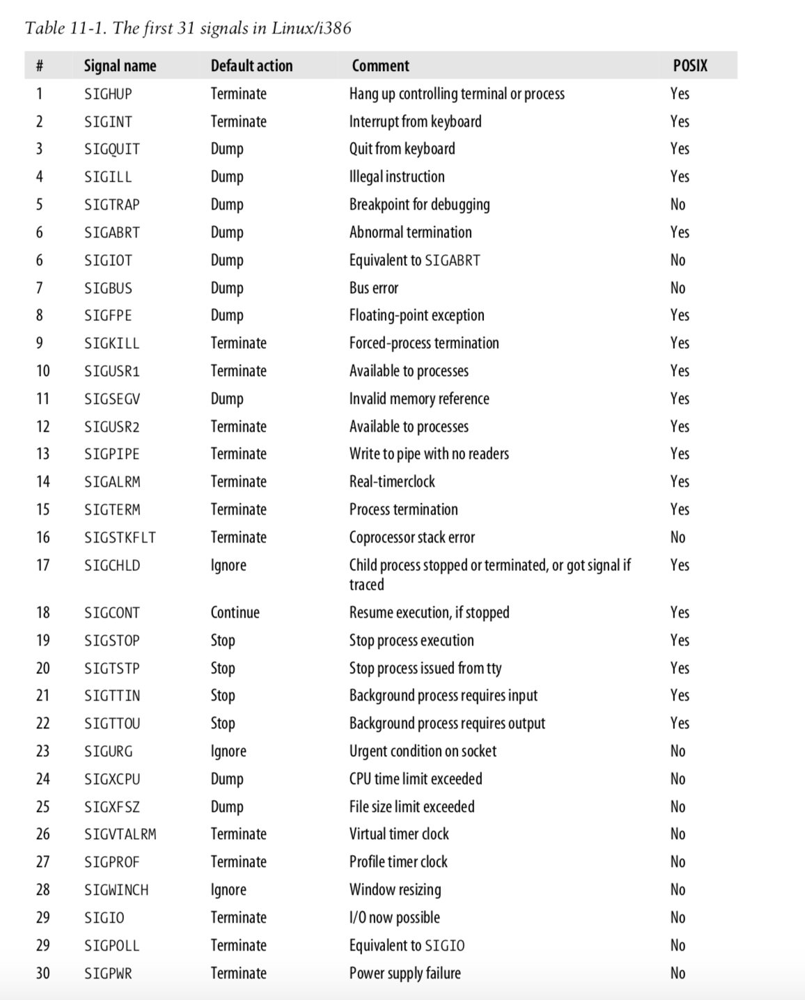 Table 11-1. The first 31 signals in Linux/i386
# Signal name Default action Comment POSIX
1 SIGHUP Terminate Hang up controlling terminal or process Yes
2 SIGINT Terminate Interrupt from keyboard Yes
3 SIGQUIT Dump Quit from keyboard Yes
4 SIGILL Dump Illegal instruction Yes
5 SIGTRAP Dump Breakpoint for debugging No
6 SIGABRT Dump Abnormal termination Yes
6 SIGIOT Dump Equivalent to SIGABRT No
7 SIGBUS Dump Bus error No
8 SIGFPE Dump Floating-point exception Yes
9 SIGKILL Terminate Forced-process termination Yes
10 SIGUSR1 Terminate Available to processes Yes
11 SIGSEGV Dump Invalid memory reference Yes
12 SIGUSR2 Terminate Available to processes Yes
13 SIGPIPE Terminate Write to pipe with no readers Yes
14 SIGALRM Terminate Real-timerclock Yes
15 SIGTERM Terminate Process termination Yes
16 SIGSTKFLT Terminate Coprocessor stack error No
17 SIGCHLD Ignore Child process stopped or terminated, or got signal if Yes
traced
18 SIGCONT Continue Resume execution, if stopped Yes
19 SIGSTOP Stop Stop process execution Yes
20 SIGTSTP Stop Stop process issued from tty Yes
21 SIGTTIN Stop Background process requires input Yes
22 SIGTTOU Stop Background process requires output Yes
23 SIGURG Ignore Urgent condition on socket No
24 SIGXCPU Dump CPU time limit exceeded No
25 SIGXFSZ Dump File size limit exceeded No
26 SIGVTALRM Terminate Virtual timer clock No
27 SIGPROF Terminate Profile timer clock No
28 SIGWINCH Ignore Window resizing No
29 SIGIO Terminate I/O now possible No
29 SIGPOLL Terminate Equivalent to SIGIO No
30 SIGPWR Terminate Power supply failure No